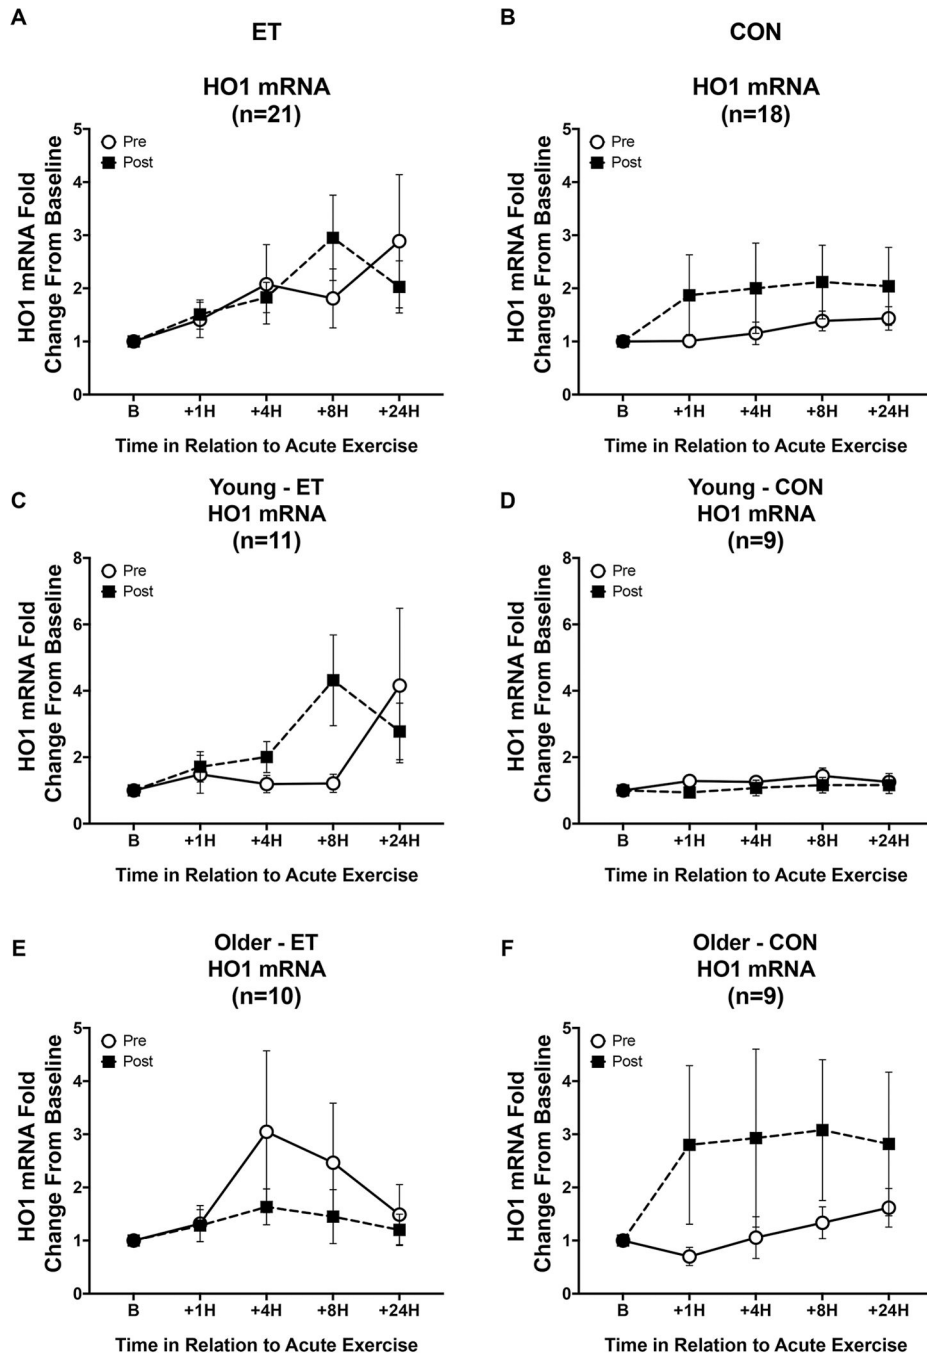 A
ET
HO1 mRNA
(n=21)
HO1 mRNA Fold
Change From Baseline
5
4
3
2
1
0
Pre
Post
B
+1H
+4H
+8H
+24H
Time in Relation to Acute Exercise
B
CON
HO1 mRNA
(n=18)
HO1 mRNA Fold
Change From Baseline
5
4
3
2
1
0
Pre
Post
B
+1H
+4H
+8H
+24H
Time in Relation to Acute Exercise
C
Young - ET
HO1 mRNA
(n=11)
HO1 mRNA Fold
Change From Baseline
8
6
4
2
0
Pre
Post
B
+1H
+4H
+8H
+24H
Time in Relation to Acute Exercise
D
Young - CON
HO1 mRNA
(n=9)
HO1 mRNA Fold
Change From Baseline
8
6
4
2
0
Pre
Post
B
+1H
+4H
+8H
+24H
Time in Relation to Acute Exercise
E
Older - ET
HO1 mRNA
(n=10)
HO1 mRNA Fold
Change From Baseline
5
4
3
2
1
0
Pre
Post
B
+1H
+4H
+8H
+24H
Time in Relation to Acute Exercise
F
Older - CON
HO1 mRNA
(n=9)
HO1 mRNA Fold
Change From Baseline
5
4
3
2
1
0
Pre
Post
B
+1H
+4H
+8H
+24H
Time in Relation to Acute Exercise